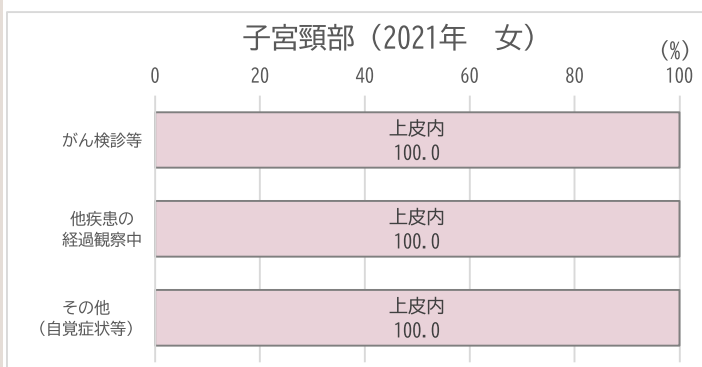 子宮頸部（2021年　女）
(%)
0 20 40 60 80 100
がん検診等
上皮内
100.0
他疾患の
経過観察中
上皮内
100.0
その他
（自覚症状等）
上皮内
100.0